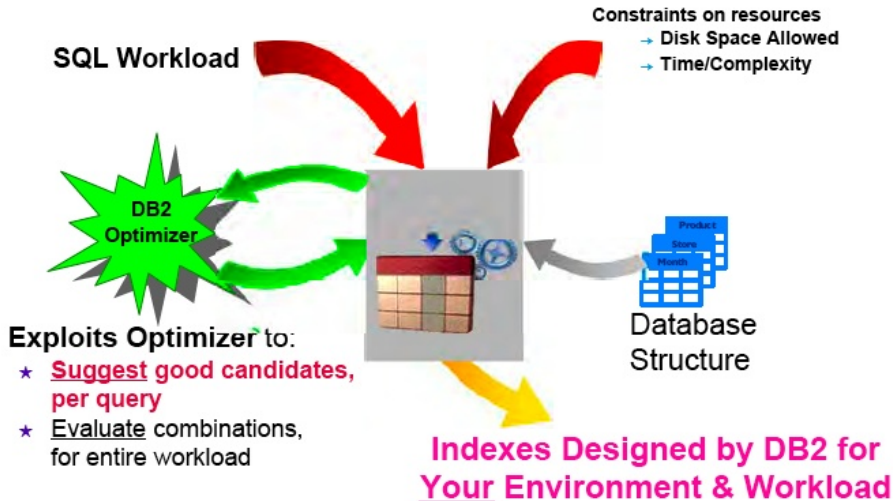 Constraints on resources
→ Disk Space Allowed
→ Time/Complexity
SQL Workload
DB2
Optimizer
Product
Store
Month
Database
Structure
Exploits Optimizer to:
★ Suggest good candidates,
per query
★ Evaluate combinations,
for entire workload
Indexes Designed by DB2 for
Your Environment & Workload